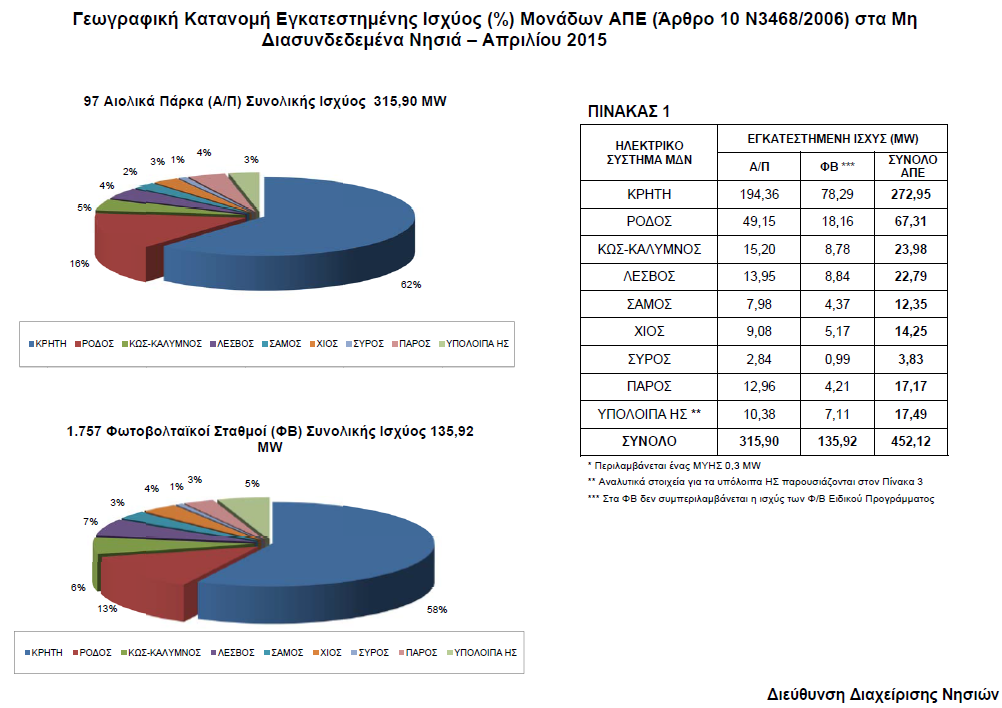 Γεωγραφική Κατανομή Εγκατεστημένης Ισχύος (%) Μονάδων ΑΠΕ (Άρθρο 10 Ν3468/2006) στα Μη
Διασυνδεδεμένα Νησιά – Απριλίου 2015
97 Αιολικά Πάρκα (Α/Π) Συνολικής Ισχύος 315,90 MW
62%
16%
5%
4%
2%
3%
1%
4%
3%
ΚΡΗΤΗ ΡΟΔΟΣ ΚΩΣ-ΚΑΛΥΜΝΟΣ ΛΕΣΒΟΣ ΣΑΜΟΣ ΧΙΟΣ ΣΥΡΟΣ ΠΑΡΟΣ ΥΠΟΛΟΙΠΑ ΗΣ
1.757 Φωτοβολταϊκοί Σταθμοί (ΦΒ) Συνολικής Ισχύος 135,92
MW
58%
13%
6%
7%
3%
4%
1%
3%
5%
ΚΡΗΤΗ ΡΟΔΟΣ ΚΩΣ-ΚΑΛΥΜΝΟΣ ΛΕΣΒΟΣ ΣΑΜΟΣ ΧΙΟΣ ΣΥΡΟΣ ΠΑΡΟΣ ΥΠΟΛΟΙΠΑ ΗΣ
ΠΙΝΑΚΑΣ 1
ΗΛΕΚΤΡΙΚΟ ΣΥΣΤΗΜΑ ΜΔΝ ΕΓΚΑΤΕΣΤΗΜΕΝΗ ΙΣΧΥΣ (MW)
Α/Π ΦΒ *** ΣΥΝΟΛΟ ΑΠΕ
ΚΡΗΤΗ 194,36 78,29 272,95
ΡΟΔΟΣ 49,15 18,16 67,31
ΚΩΣ-ΚΑΛΥΜΝΟΣ 15,20 8,78 23,98
ΛΕΣΒΟΣ 13,95 8,84 22,79
ΣΑΜΟΣ 7,98 4,37 12,35
ΧΙΟΣ 9,08 5,17 14,25
ΣΥΡΟΣ 2,84 0,99 3,83
ΠΑΡΟΣ 12,96 4,21 17,17
ΥΠΟΛΟΙΠΑ ΗΣ ** 10,38 7,11 17,49
ΣΥΝΟΛΟ 315,90 135,92 452,12
* Περιλαμβάνεται ένας ΜΥΗΣ 0,3 MW
** Αναλυτικά στοιχεία για τα υπόλοιπα ΗΣ παρουσιάζονται στον Πίνακα 3
*** Στα ΦΒ δεν συμπεριλαμβάνεται η ισχύς των Φ/Β Ειδικού Προγράμματος
Διεύθυνση Διαχείρισης Νησιών